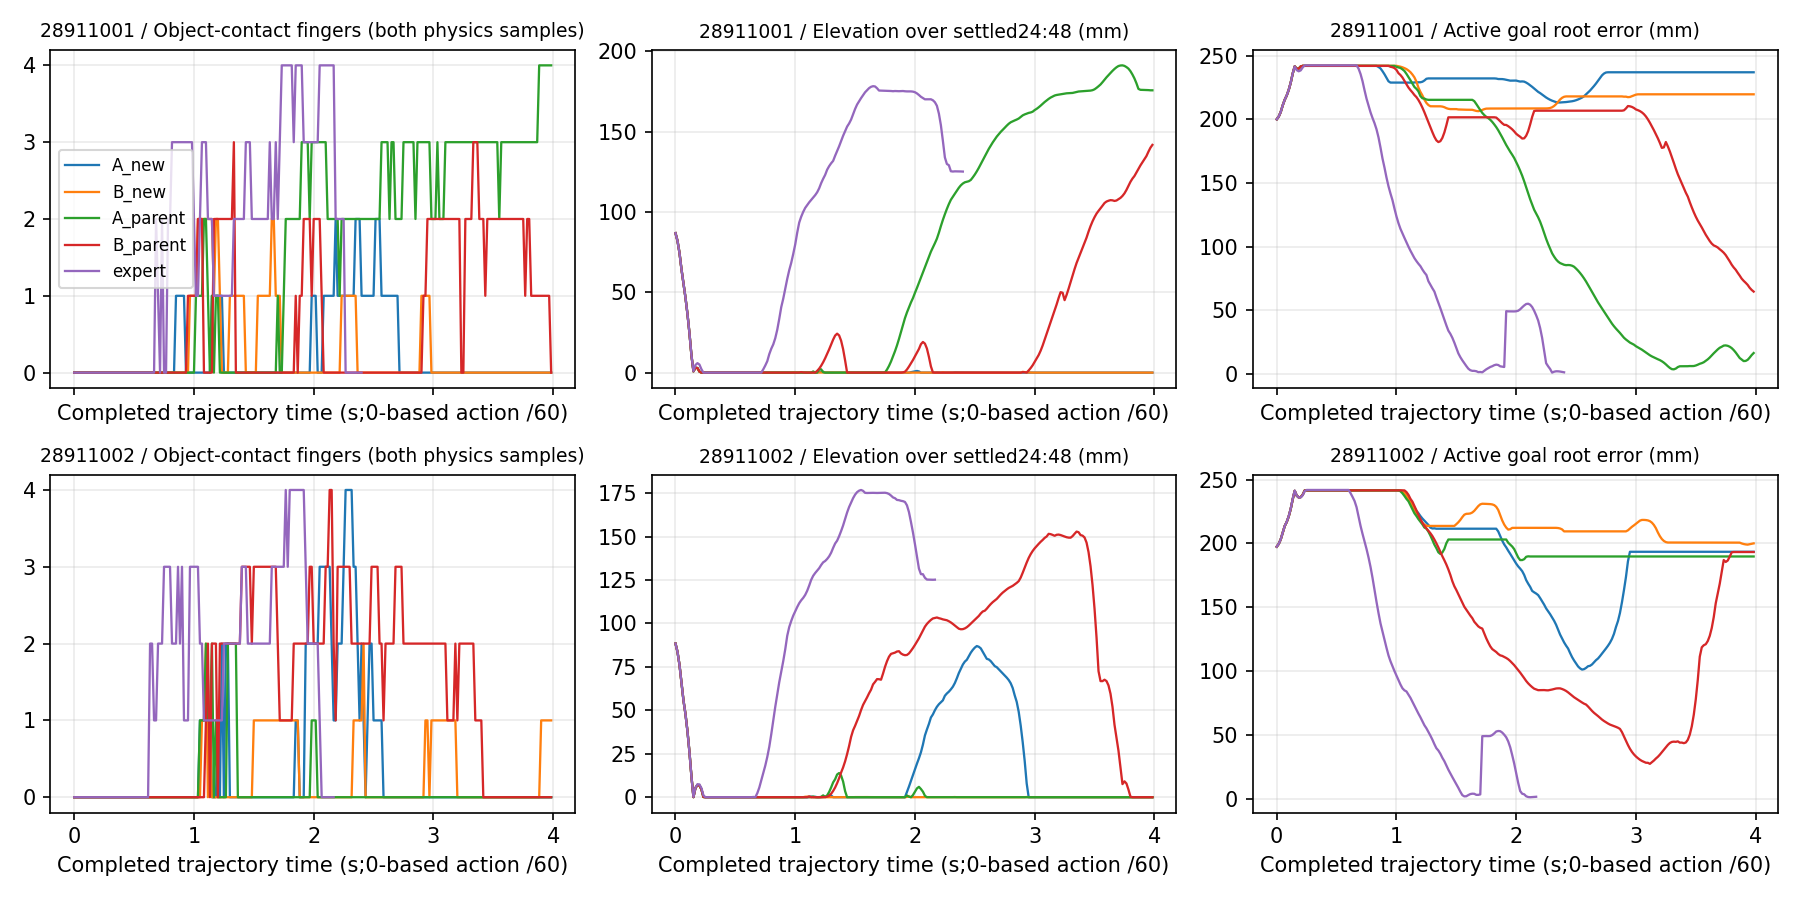 28911001 / Object-contact fingers (both physics samples)
28911001 / Elevation over settled24:48 (mm)
28911001 / Active goal root error (mm)
4
3
2
1
0
A_new
B_new
A_parent
B_parent
expert
200
150
100
50
0
250
200
150
100
50
0
Completed trajectory time (s;0-based action /60)
Completed trajectory time (s;0-based action /60)
Completed trajectory time (s;0-based action /60)
28911002 / Object-contact fingers (both physics samples)
28911002 / Elevation over settled24:48 (mm)
28911002 / Active goal root error (mm)
4
3
2
1
0
175
150
125
100
75
50
25
0
250
200
150
100
50
0
0 1 2 3 4
0 1 2 3 4
0 1 2 3 4
Completed trajectory time (s;0-based action /60)
Completed trajectory time (s;0-based action /60)
Completed trajectory time (s;0-based action /60)